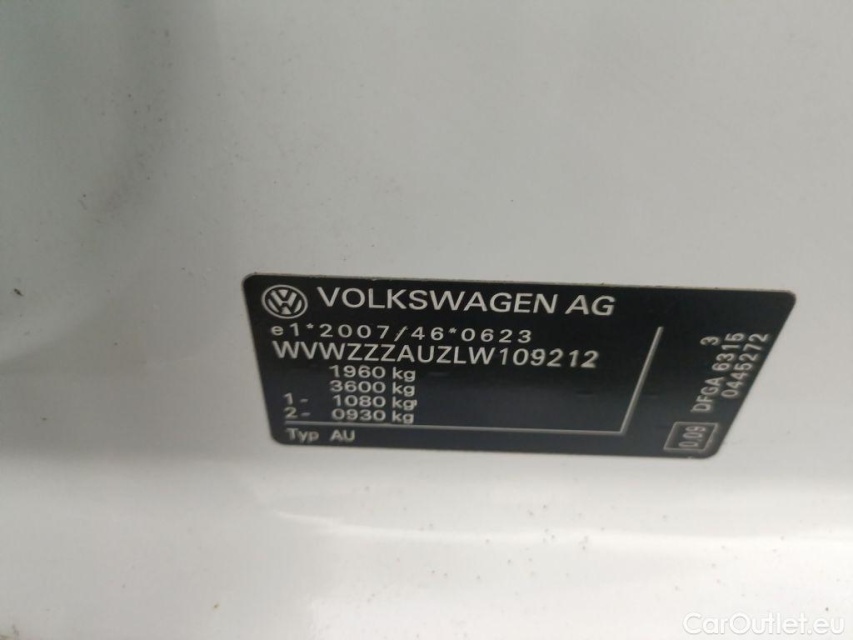 VOLKSWAGEN AG
e1*2007/46*0623
WVWZZZAUZLW109212
1960 kg
3600 kg
1- 1080 kg
2- 0930 kg
Typ AU
3
DFGA 6315
0445272
0.09
CarOutlet.eu